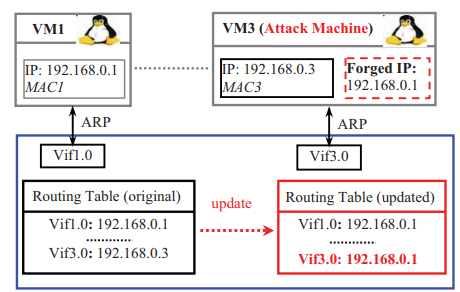 VM1
IP: 192.168.0.1
MAC1
VM3 (Attack Machine)
IP: 192.168.0.3
MAC3
Forged IP:
192.168.0.1
ARP
ARP
Vif1.0
Vif3.0
Routing Table (original)
Vif1.0: 192.168.0.1
Vif3.0: 192.168.0.3
update
Routing Table (updated)
Vif1.0: 192.168.0.1
Vif3.0: 192.168.0.1